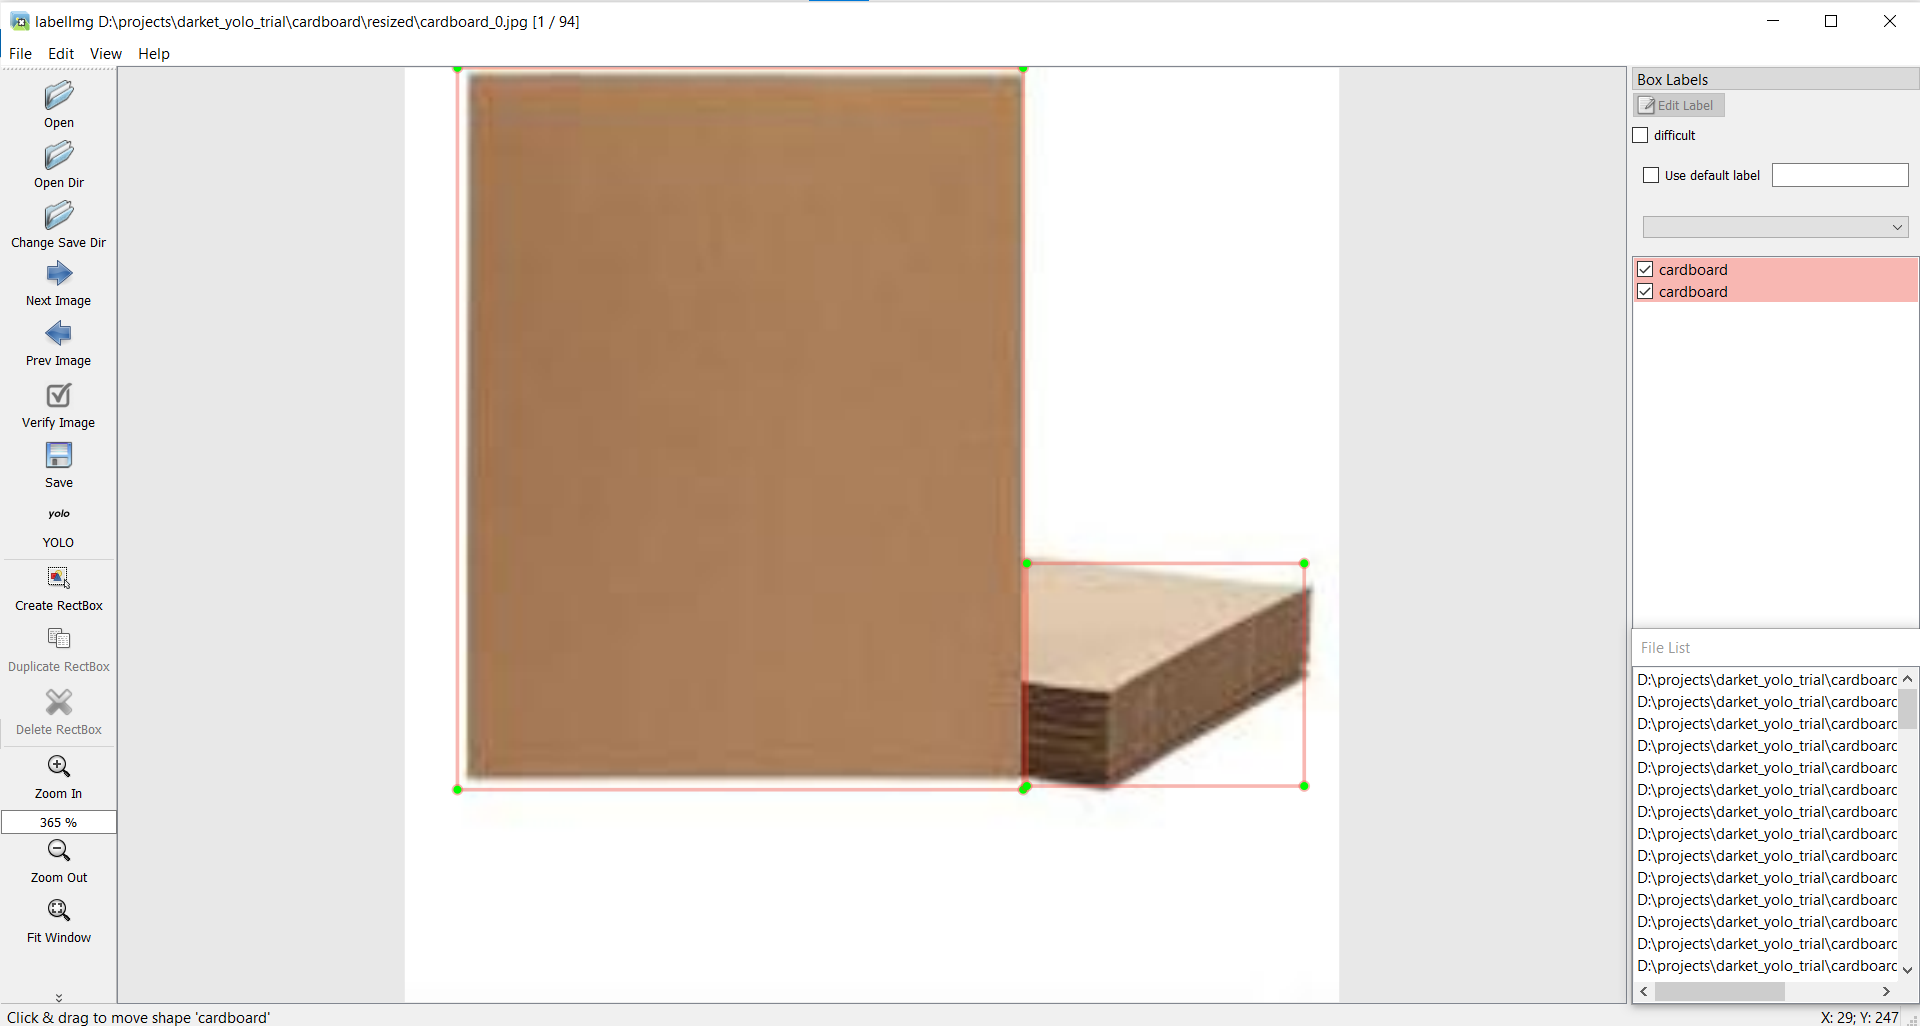 labelImg D:\projects\darket_yolo_trial\cardboard\resized\cardboard_0.jpg [1 / 94]
File Edit View Help
Open
Open Dir
Change Save Dir
Next Image
Prev Image
Verify Image
Save
yolo
YOLO
Create RectBox
Duplicate RectBox
Delete RectBox
Zoom In
365 %
Zoom Out
Fit Window
Box Labels
Edit Label
difficult
Use default label
cardboard
cardboard
File List
D:\projects\darket_yolo_trial\cardboarc
D:\projects\darket_yolo_trial\cardboarc
D:\projects\darket_yolo_trial\cardboarc
D:\projects\darket_yolo_trial\cardboarc
D:\projects\darket_yolo_trial\cardboarc
D:\projects\darket_yolo_trial\cardboarc
D:\projects\darket_yolo_trial\cardboarc
D:\projects\darket_yolo_trial\cardboarc
D:\projects\darket_yolo_trial\cardboarc
D:\projects\darket_yolo_trial\cardboarc
D:\projects\darket_yolo_trial\cardboarc
D:\projects\darket_yolo_trial\cardboarc
D:\projects\darket_yolo_trial\cardboarc
D:\projects\darket_yolo_trial\cardboarc
Click & drag to move shape 'cardboard'
X: 29; Y: 247